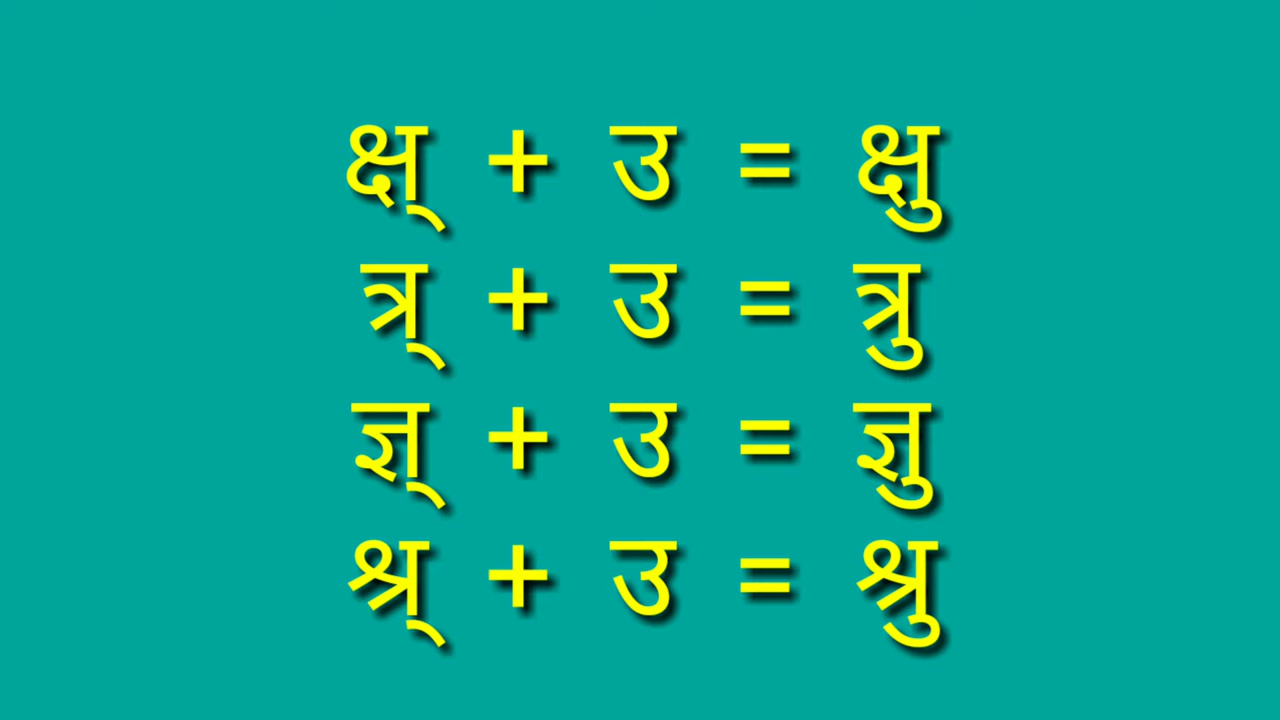 क्ष् + उ = क्षु
त्र् + उ = त्रु
ज्ञ् + उ = ज्ञु
श्र् + उ = श्रु